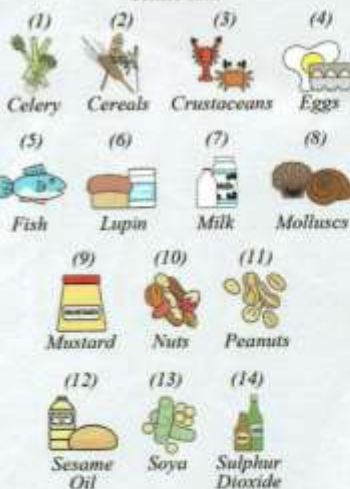 (1) (2) (3) (4)
Celery Cereals Crustaceans Eggs
(5) (6) (7) (8)
Fish Lupin Milk Molluscs
(9) (10) (11)
Mustard Nuts Peanuts
(12) (13) (14)
Sesame Soya Sulphur
Oil Dioxide